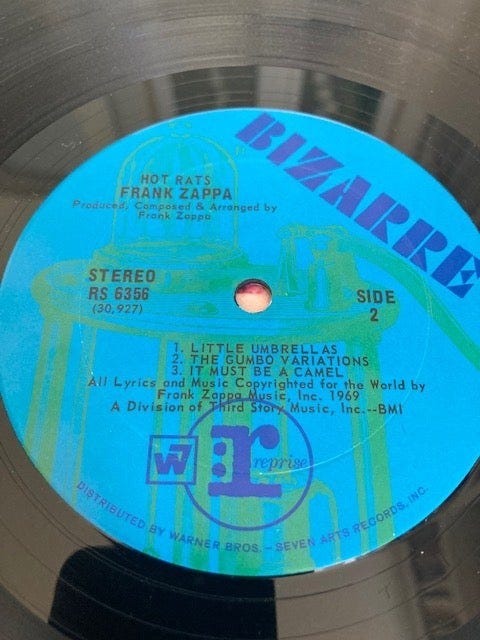 BIZARRE
HOT RATS
FRANK ZAPPA
Produced, Composed & Arranged by
Frank Zappa
STEREO
RS 6356
(30,927)
SIDE
2
1. LITTLE UMBRELLAS
2. THE GUMBO VARIATIONS
3. IT MUST BE A CAMEL
All Lyrics and Music Copyrighted for the World by
Frank Zappa Music, Inc. 1969
A Division of Third Story Music, Inc.--BMI
W7
r:
reprise
DISTRIBUTED BY WARNER BROS. - SEVEN ARTS RECORDS, INC.